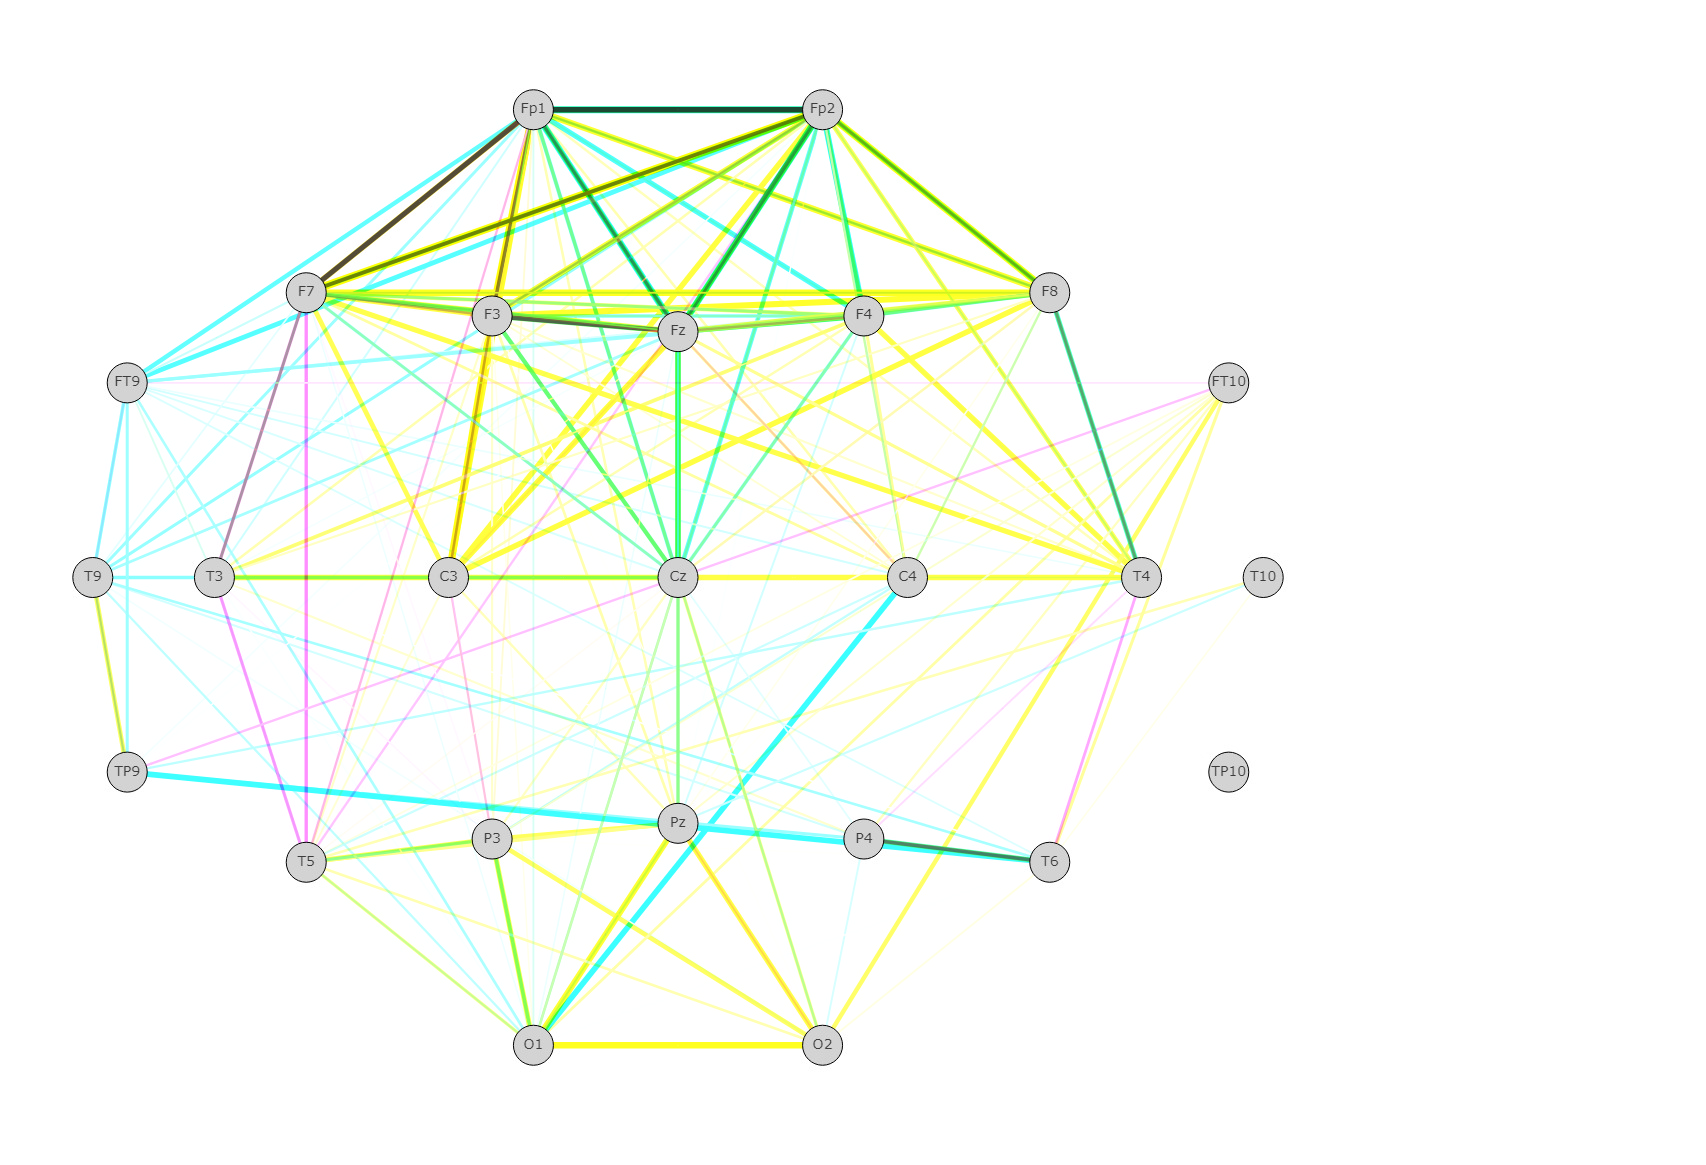 Fp1 Fp2
F7 F3 Fz F4 F8
FT9 FT10
T9 T3 C3 Cz C4 T4 T10
TP9 TP10
T5 P3 Pz P4 T6
O1 O2